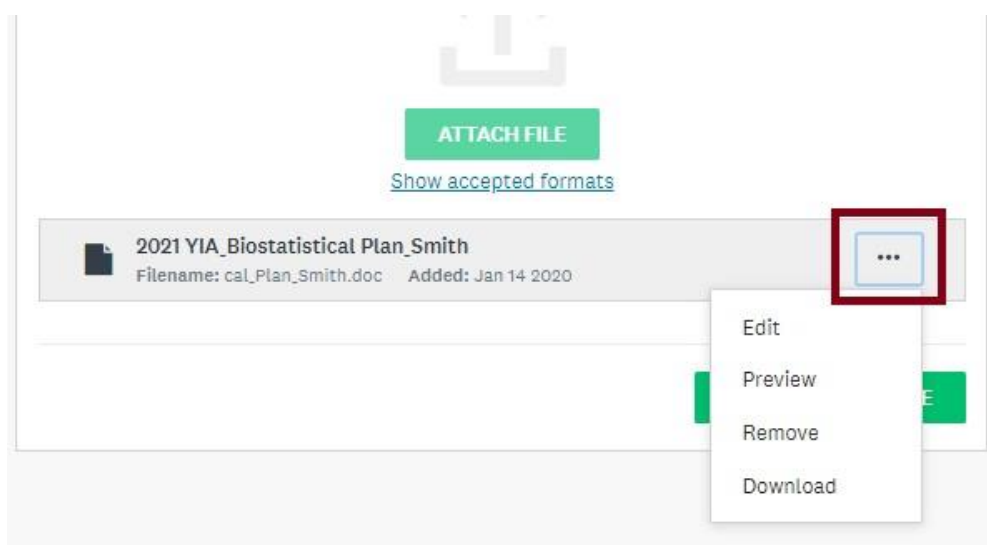 ATTACH FILE
Show accepted formats
2021 YIA_Biostatistical Plan_Smith
Filename: cal_Plan_Smith.doc Added: Jan 14 2020
•••
Edit
Preview
E
Remove
Download